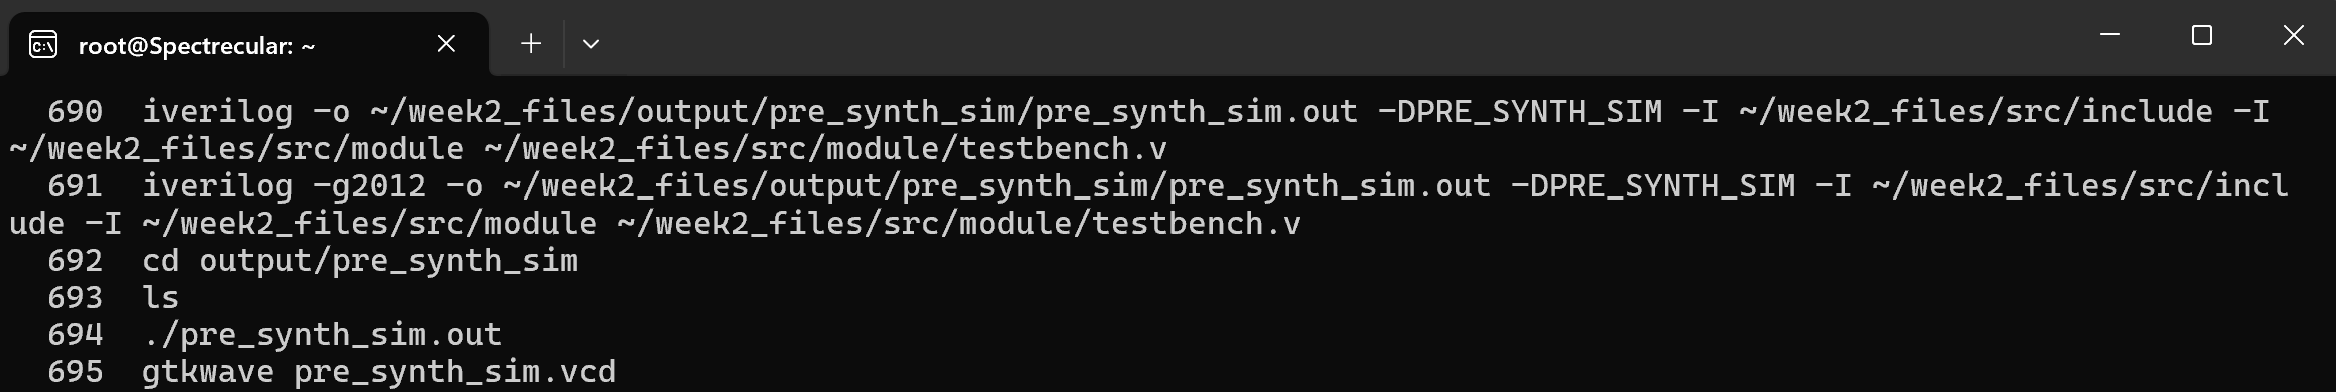 root@Spectrecular: ~
690 iverilog -o ~/week2_files/output/pre_synth_sim/pre_synth_sim.out -DPRE_SYNTH_SIM -I ~/week2_files/src/include -I
~/week2_files/src/module ~/week2_files/src/module/testbench.v
691 iverilog -g2012 -o ~/week2_files/output/pre_synth_sim/pre_synth_sim.out -DPRE_SYNTH_SIM -I ~/week2_files/src/incl
ude -I ~/week2_files/src/module ~/week2_files/src/module/testbench.v
692 cd output/pre_synth_sim
693 ls
694 ./pre_synth_sim.out
695 gtkwave pre_synth_sim.vcd